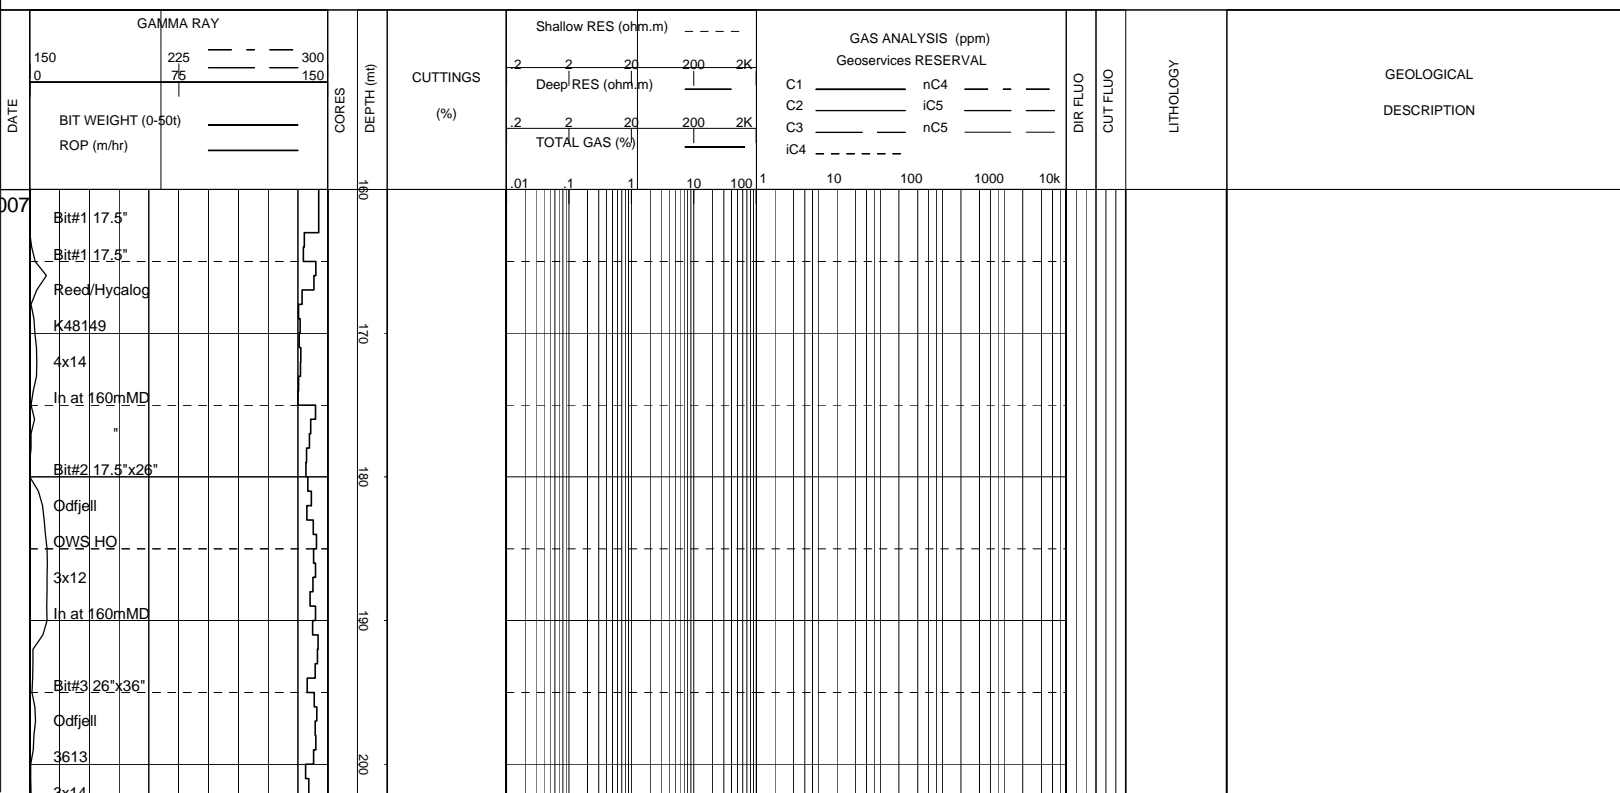 GAMMA RAY
150 225 300
0 75 150
BIT WEIGHT (0-50t)
ROP (m/hr)
DATE
CORES
DEPTH (mt)
CUTTINGS
(%)
Shallow RES (ohm.m)
.2 2 20 200 2K
Deep RES (ohm.m)
.2 2 20 200 2K
TOTAL GAS (%)
.01 .1 1 10 100
GAS ANALYSIS (ppm)
Geoservices RESERVAL
C1 nC4
C2 iC5
C3 nC5
iC4
1 10 100 1000 10k
DIR FLUO
CUT FLUO
LITHOLOGY
GEOLOGICAL
DESCRIPTION
007
160
Bit#1 17.5"
Bit#1 17.5"
Reed/Hycalog
K48149
170
4x14
In at 160mMD
"
Bit#2 17.5"x26"
180
Odfjell
OWS HO
3x12
In at 160mMD
190
Bit#3 26"x36"
Odfjell
3613
200
3x14